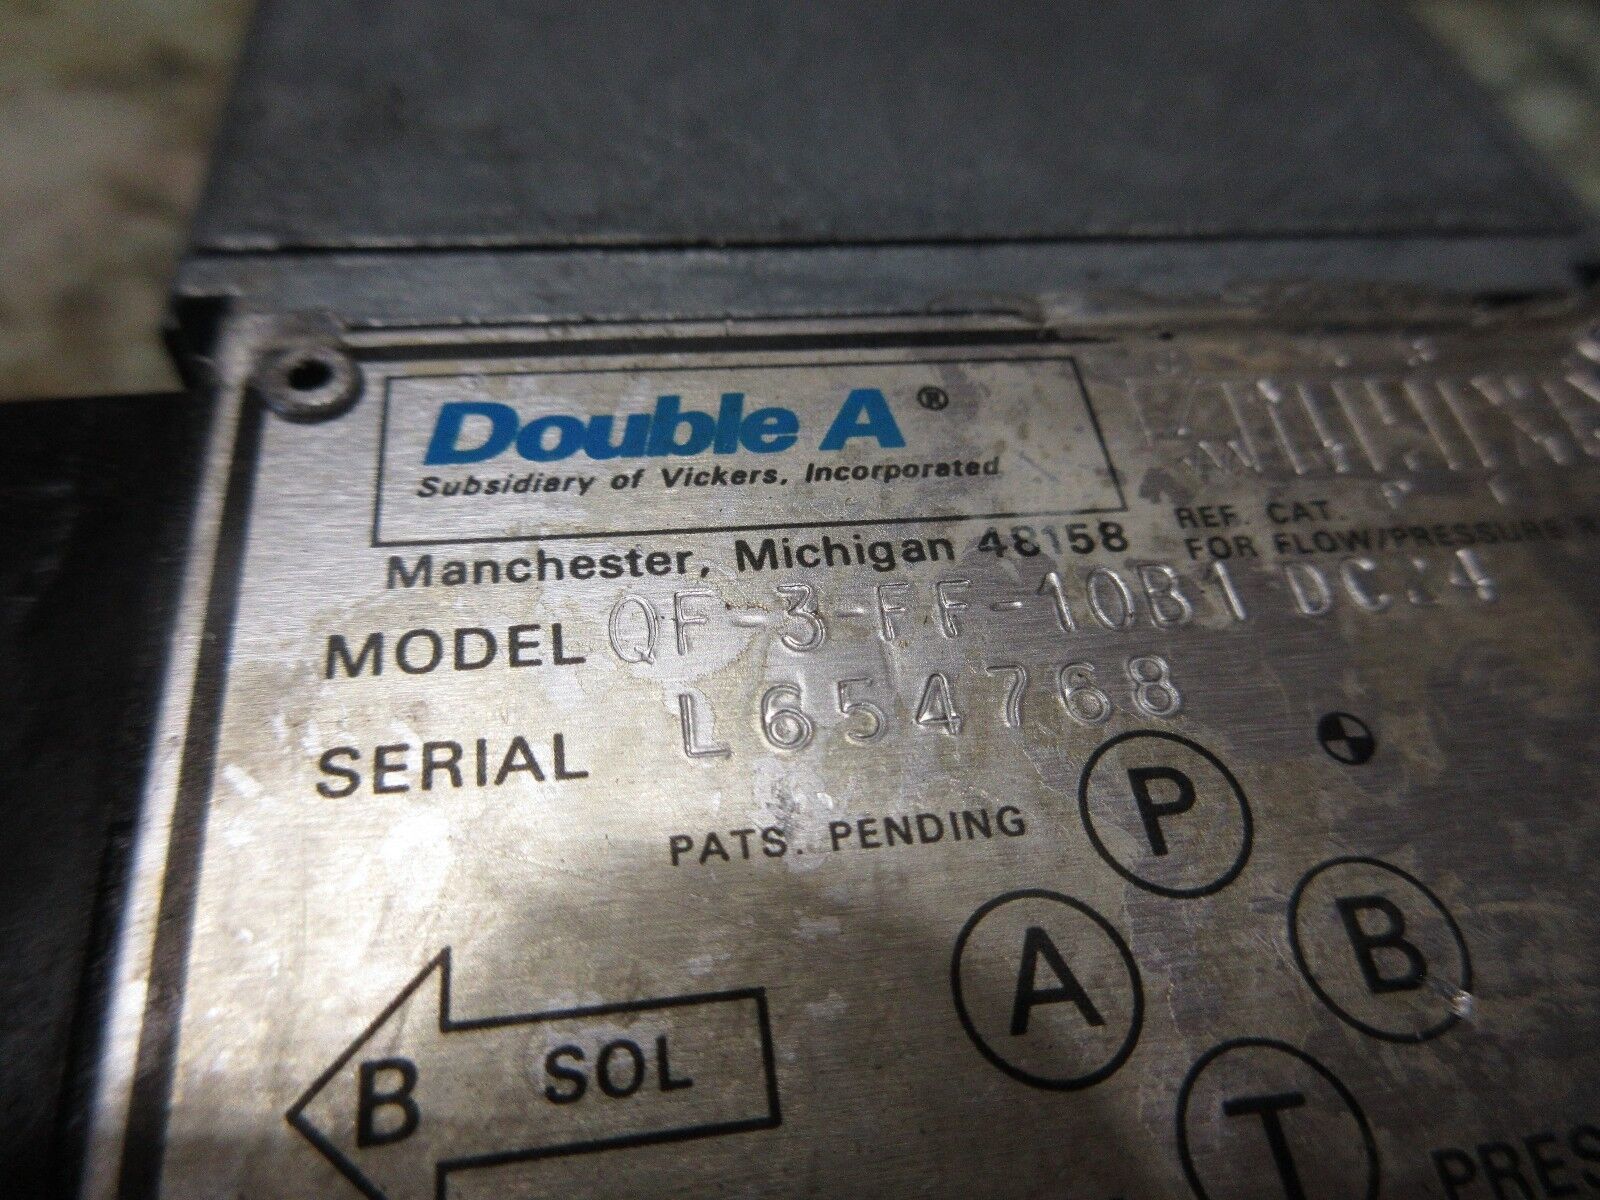 Double A®
Subsidiary of Vickers, Incorporated
Manchester, Michigan 48158
REF. CAT.
FOR FLOW/PRESSURE
MODEL QF-3-FF-10B1 DC24
SERIAL L654768
PATS. PENDING
P
A
B
T
B SOL
PRES